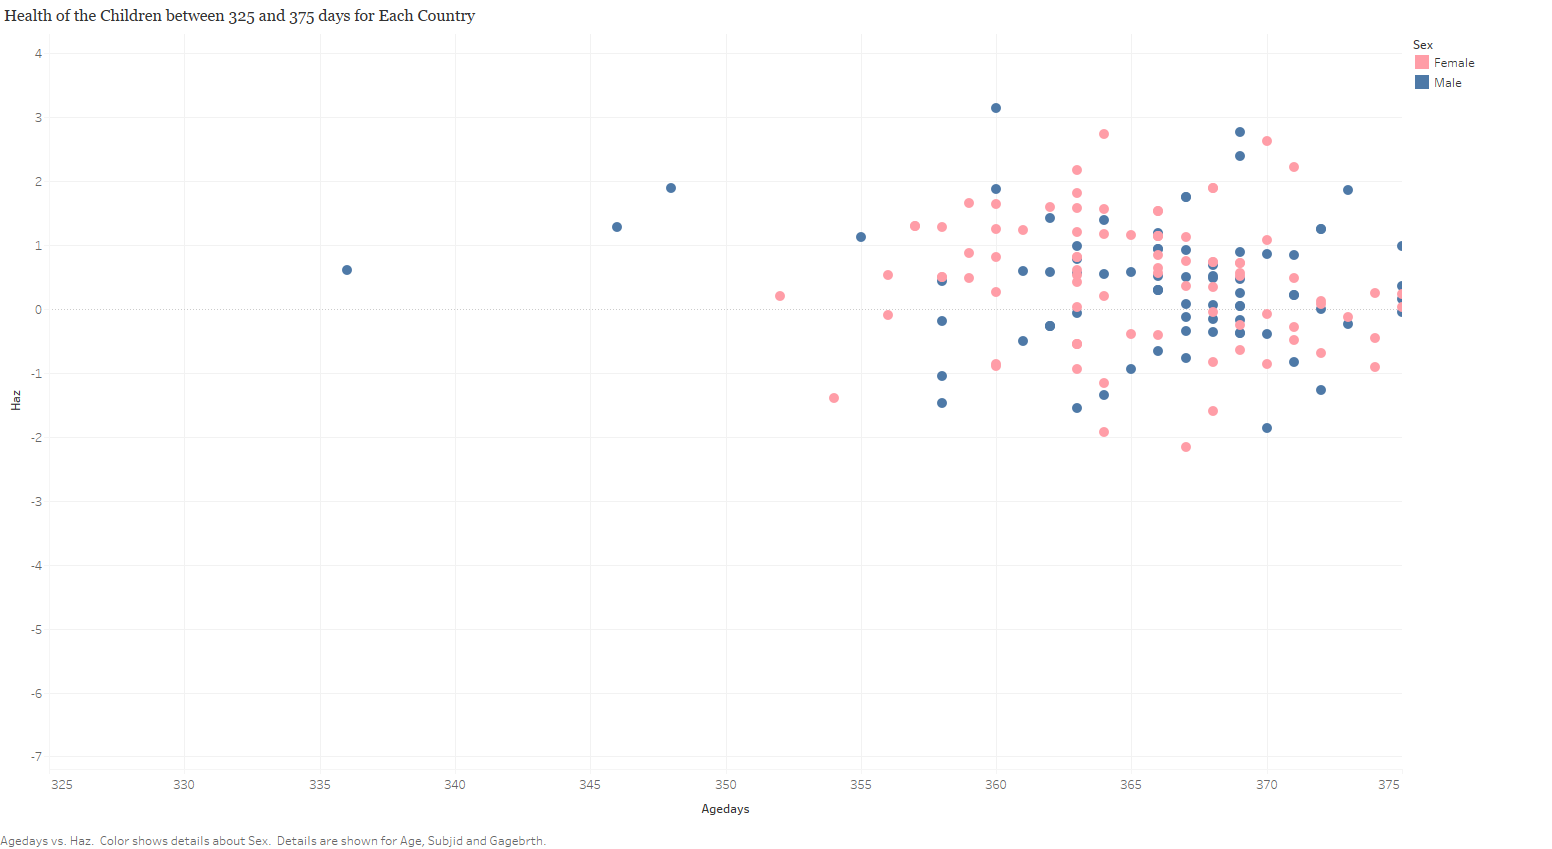 Health of the Children between 325 and 375 days for Each Country
Sex
Female
Male
4
3
2
1
0
-1
-2
-3
-4
-5
-6
-7
Haz
325 330 335 340 345 350 355 360 365 370 375
Agedays
Agedays vs. Haz. Color shows details about Sex. Details are shown for Age, Subjid and Gagebrth.